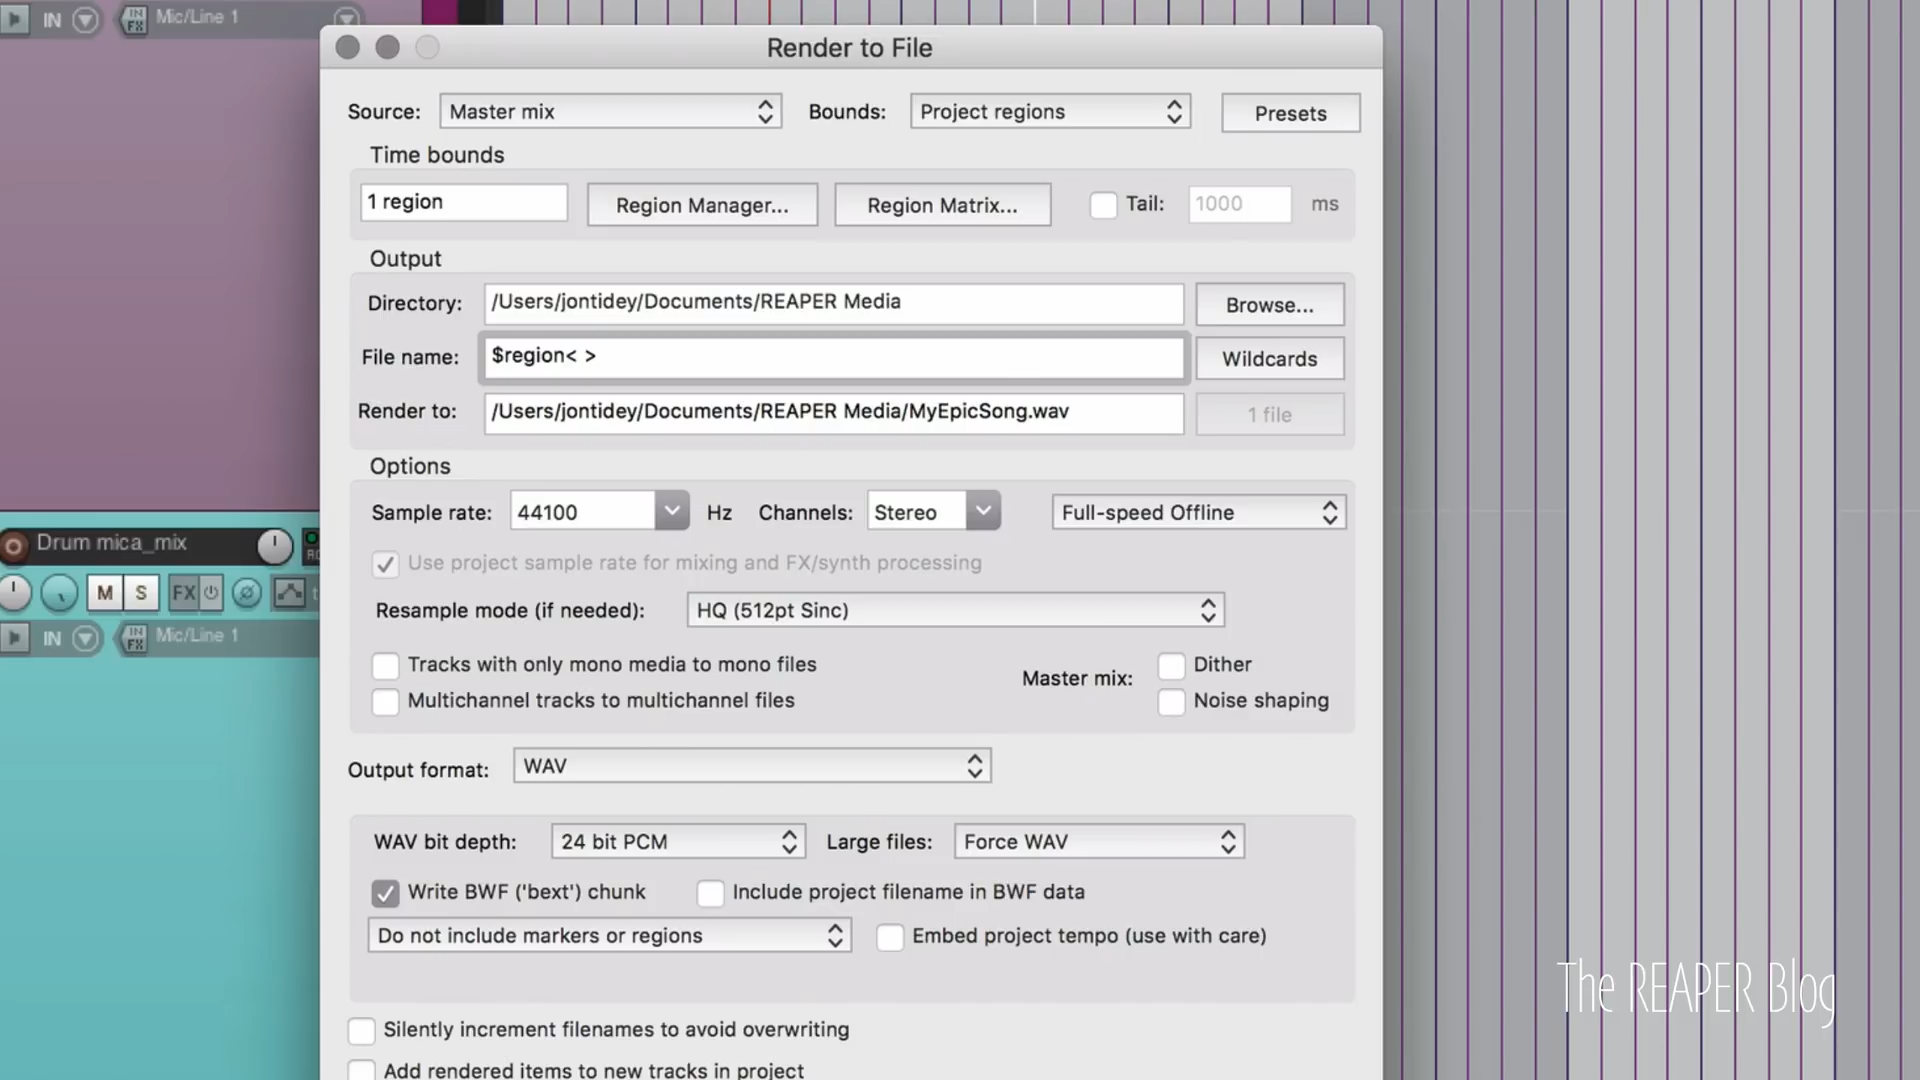 IN Mic/Line 1
IN FX
Render to File
Source: Master mix Bounds: Project regions Presets
Time bounds
1 region Region Manager... Region Matrix... Tail: 1000 ms
Output
Directory: /Users/jontidey/Documents/REAPER Media Browse...
File name: $region< > Wildcards
Render to: /Users/jontidey/Documents/REAPER Media/MyEpicSong.wav 1 file
Options
Sample rate: 44100 Hz Channels: Stereo Full-speed Offline
Drum mica_mix
Use project sample rate for mixing and FX/synth processing
M S FX
Resample mode (if needed): HQ (512pt Sinc)
IN Mic/Line 1
IN FX
Tracks with only mono media to mono files
Multichannel tracks to multichannel files
Master mix: Dither
Noise shaping
Output format: WAV
WAV bit depth: 24 bit PCM Large files: Force WAV
Write BWF ('bext') chunk Include project filename in BWF data
Do not include markers or regions Embed project tempo (use with care)
The REAPER Blog
Silently increment filenames to avoid overwriting
Add rendered items to new tracks in project